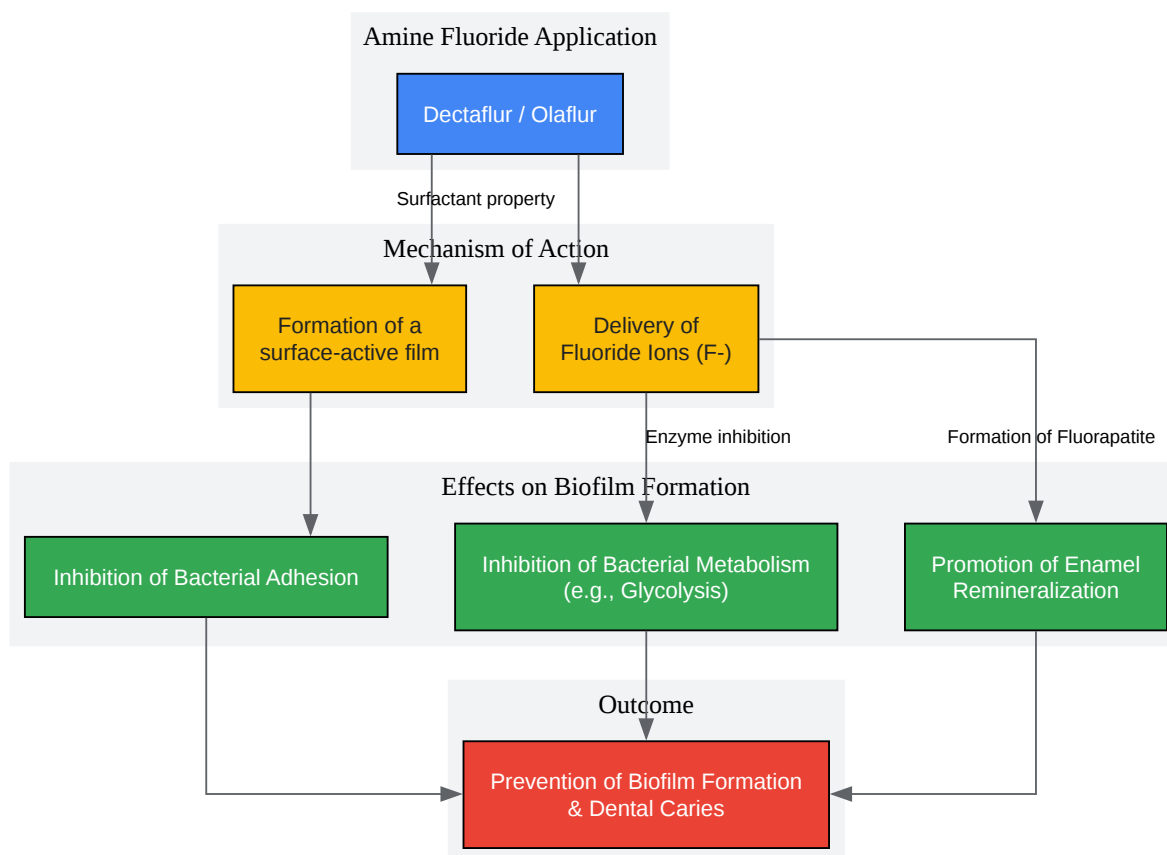 Amine Fluoride Application
Dectaflur / Olaflur
Surfactant property
Mechanism of Action
Formation of a
surface-active film
Delivery of
Fluoride Ions (F-)
Enzyme inhibition
Formation of Fluorapatite
Effects on Biofilm Formation
Inhibition of Bacterial Adhesion
Inhibition of Bacterial Metabolism
(e.g., Glycolysis)
Promotion of Enamel
Remineralization
Outcome
Prevention of Biofilm Formation
& Dental Caries